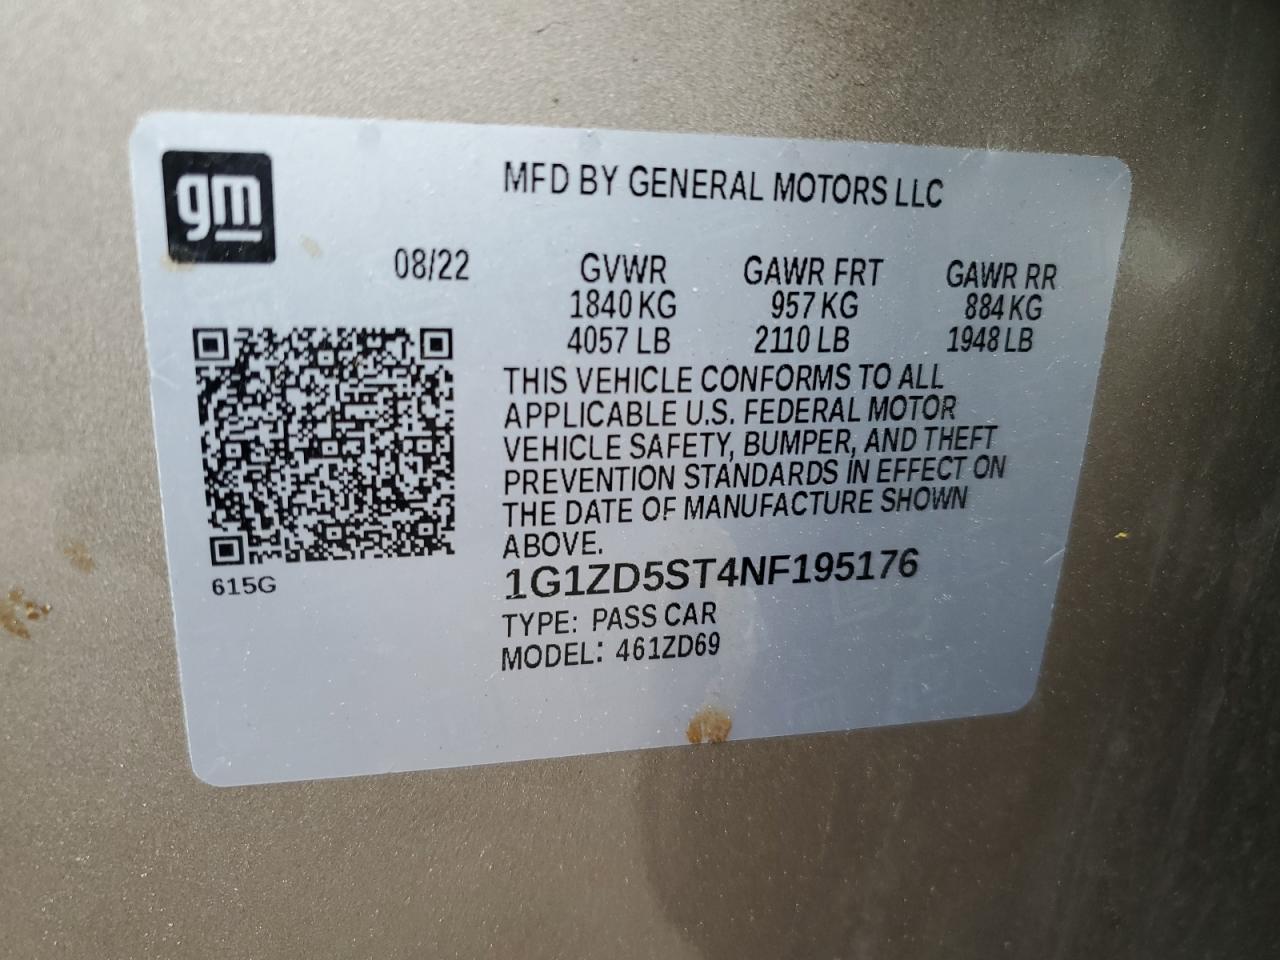 gm
MFD BY GENERAL MOTORS LLC
08/22 GVWR GAWR FRT GAWR RR
1840 KG 957 KG 884 KG
4057 LB 2110 LB 1948 LB
THIS VEHICLE CONFORMS TO ALL
APPLICABLE U.S. FEDERAL MOTOR
VEHICLE SAFETY, BUMPER, AND THEFT
PREVENTION STANDARDS IN EFFECT ON
THE DATE OF MANUFACTURE SHOWN
ABOVE.
615G
1G1ZD5ST4NF195176
TYPE: PASS CAR
MODEL: 461ZD69